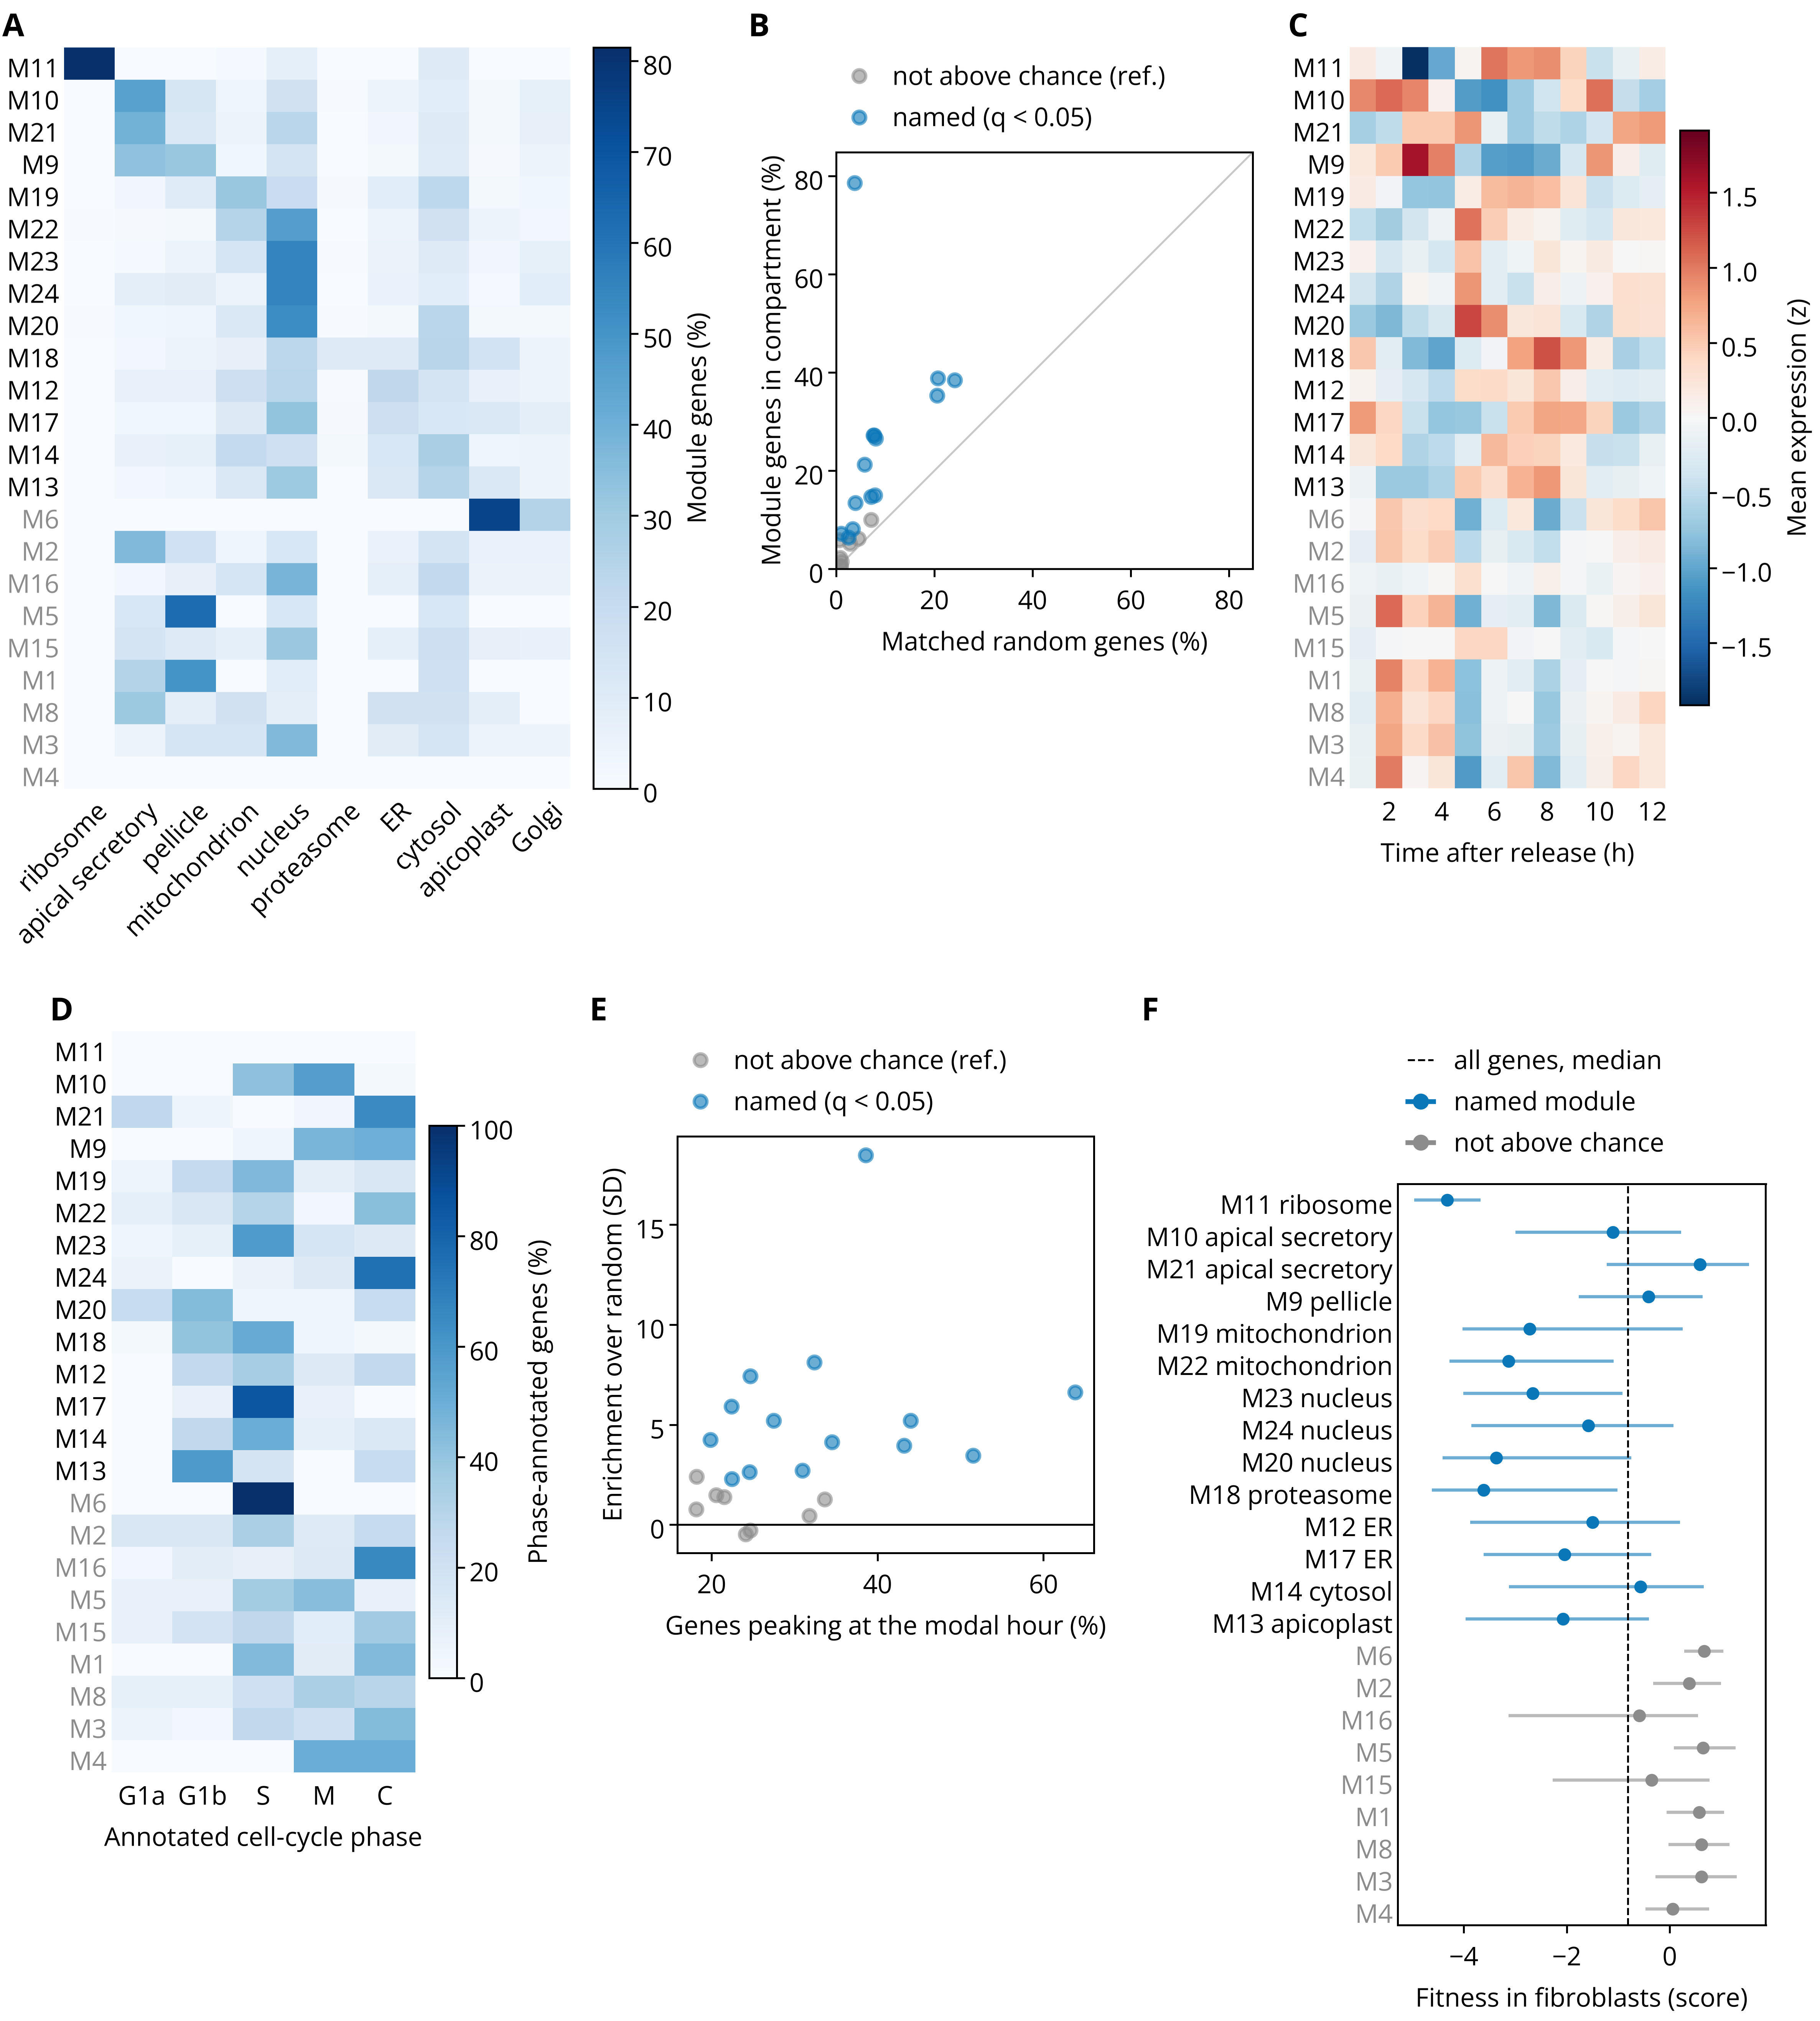 A
M11
M10
M21
M9
M19
M22
M23
M24
M20
M18
M12
M17
M14
M13
M6
M2
M16
M5
M15
M1
M8
M3
M4
ribosome
apical secretory
pellicle
mitochondrion
nucleus
proteasome
ER
cytosol
apicoplast
Golgi
80
70
60
50
40
30
20
10
0
Module genes (%)
B
not above chance (ref.)
named (q < 0.05)
Module genes in compartment (%)
80
60
40
20
0
0 20 40 60 80
Matched random genes (%)
C
M11
M10
M21
M9
M19
M22
M23
M24
M20
M18
M12
M17
M14
M13
M6
M2
M16
M5
M15
M1
M8
M3
M4
2 4 6 8 10 12
Time after release (h)
1.5
1.0
0.5
0.0
−0.5
−1.0
−1.5
Mean expression (z)
D
M11
M10
M21
M9
M19
M22
M23
M24
M20
M18
M12
M17
M14
M13
M6
M2
M16
M5
M15
M1
M8
M3
M4
G1a G1b S M C
Annotated cell-cycle phase
100
80
60
40
20
0
Phase-annotated genes (%)
E
not above chance (ref.)
named (q < 0.05)
Enrichment over random (SD)
15
10
5
0
20 40 60
Genes peaking at the modal hour (%)
F
all genes, median
named module
not above chance
M11 ribosome
M10 apical secretory
M21 apical secretory
M9 pellicle
M19 mitochondrion
M22 mitochondrion
M23 nucleus
M24 nucleus
M20 nucleus
M18 proteasome
M12 ER
M17 ER
M14 cytosol
M13 apicoplast
M6
M2
M16
M5
M15
M1
M8
M3
M4
−4 −2 0
Fitness in fibroblasts (score)